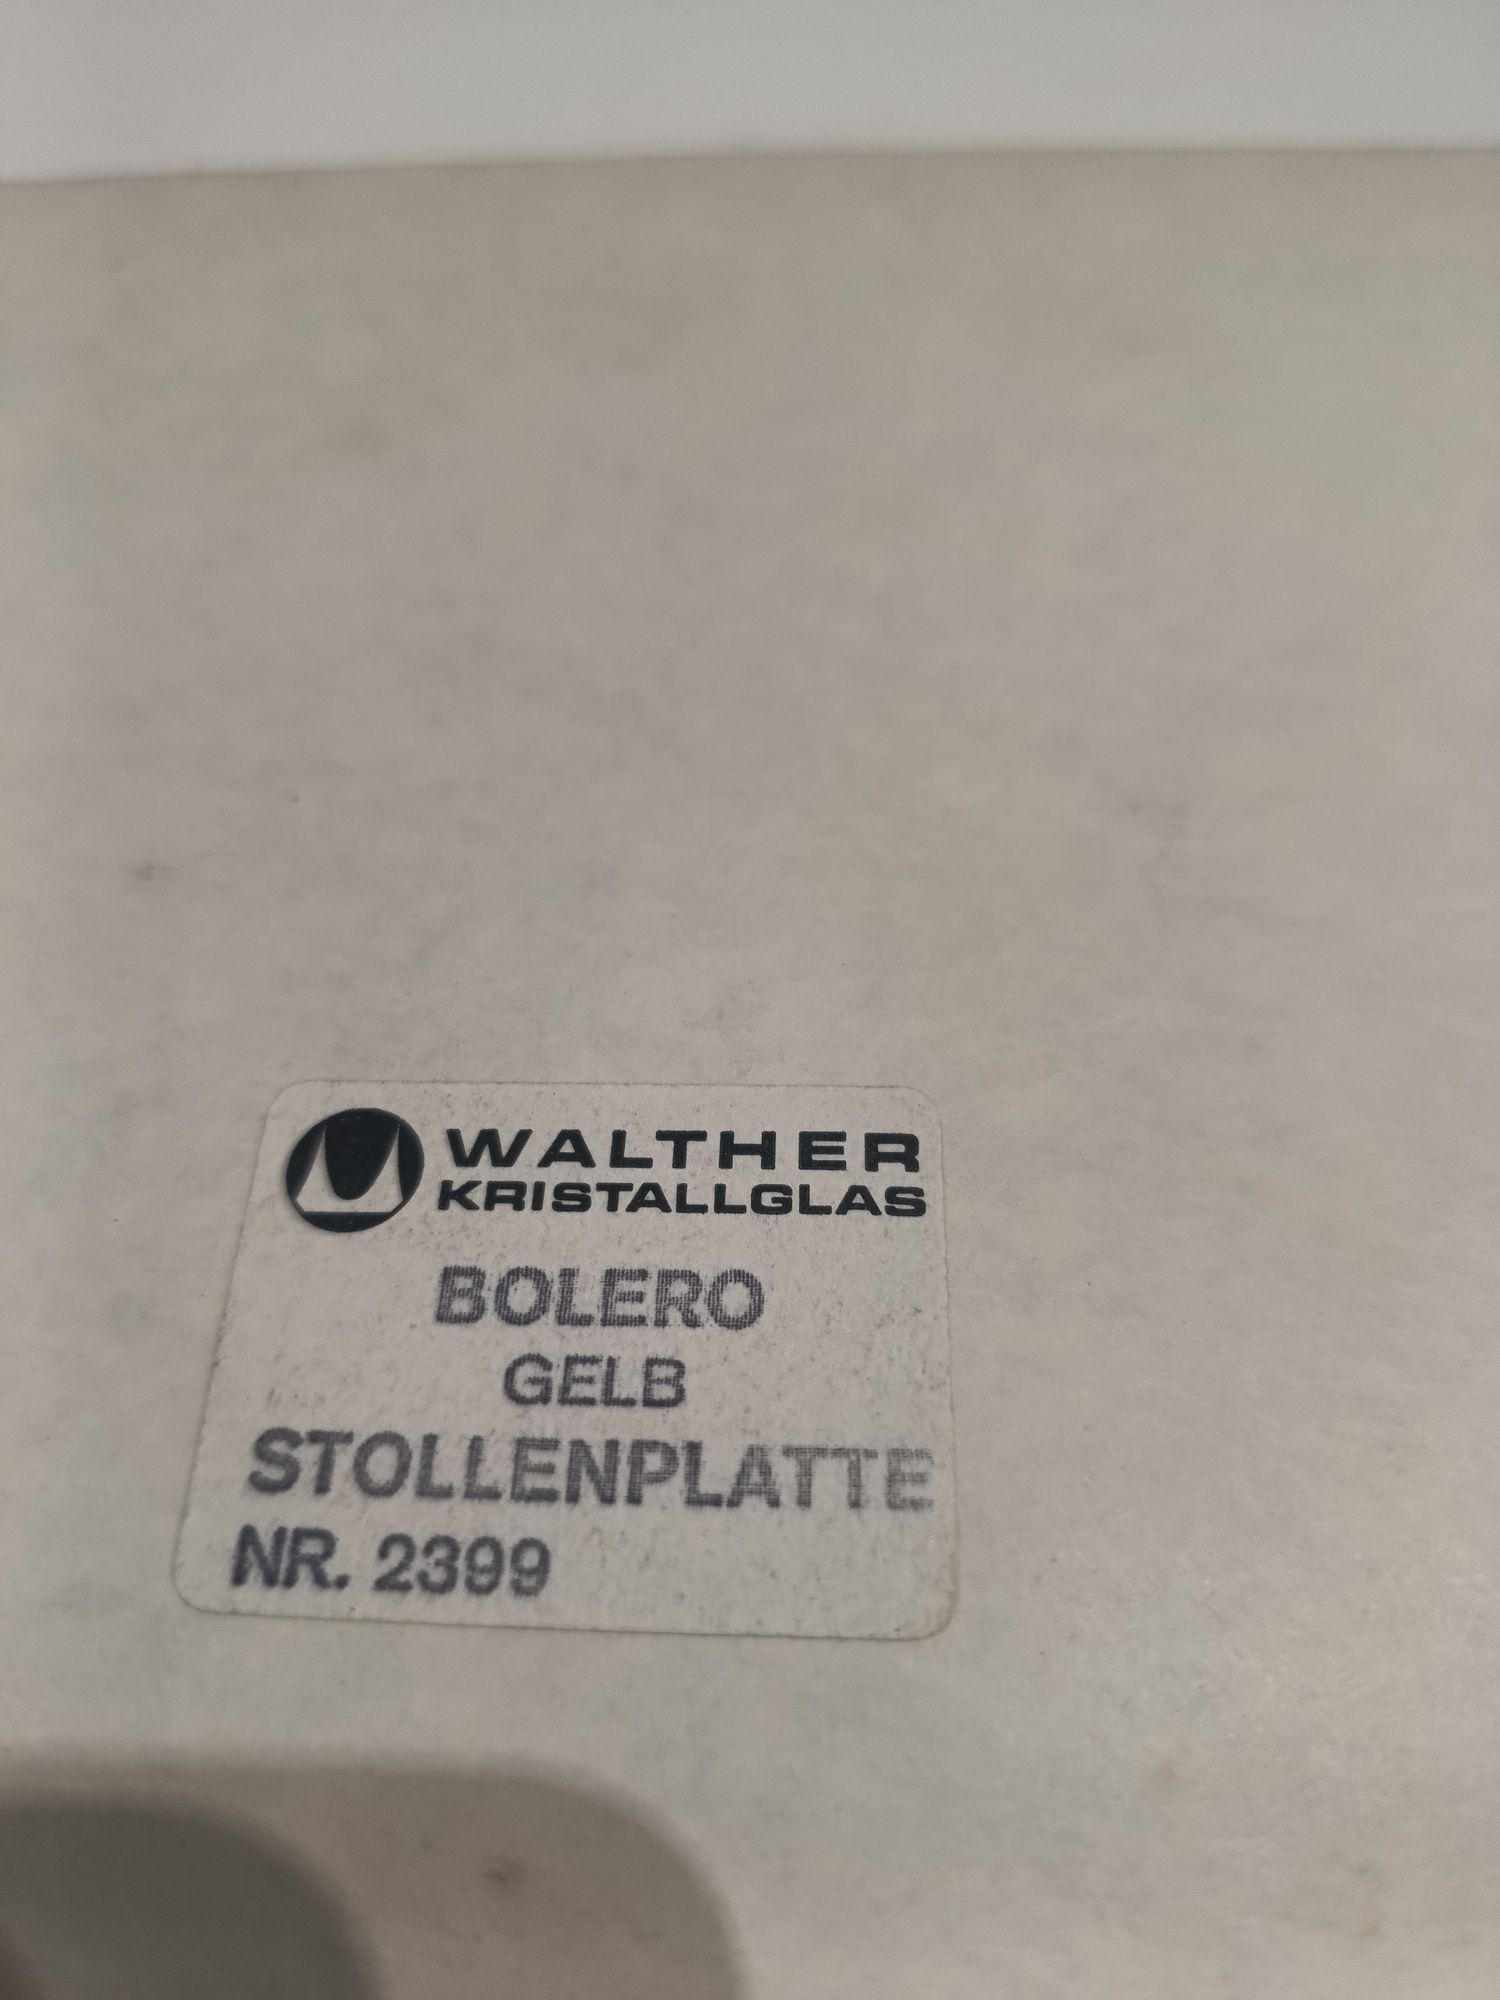 WALTHER
KRISTALLGLAS
BOLERO
GELB
STOLLENPLATTE
NR. 2399